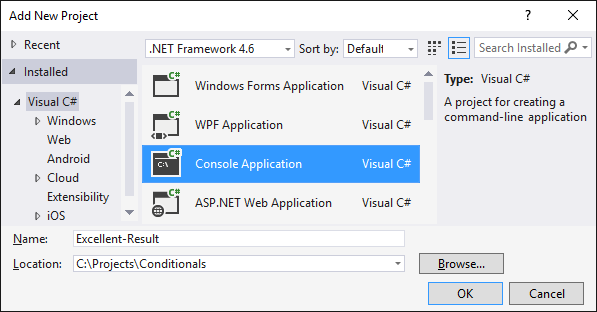 Add New Project
? ×
Recent
.NET Framework 4.6 Sort by: Default Search Installed
Installed
Visual C#
Windows
Web
Android
Cloud
Extensibility
iOS
C#
Windows Forms Application Visual C#
C#
WPF Application Visual C#
C#
C:\
Console Application Visual C#
C#
ASP.NET Web Application Visual C#
Type: Visual C#
A project for creating a
command-line application
Name: Excellent-Result
Location: C:\Projects\Conditionals Browse...
OK Cancel